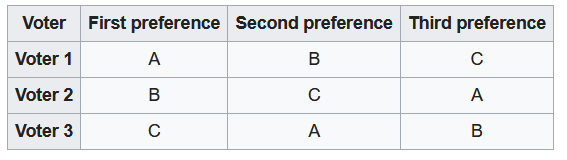 Voter First preference Second preference Third preference
Voter 1 A B C
Voter 2 B C A
Voter 3 C A B